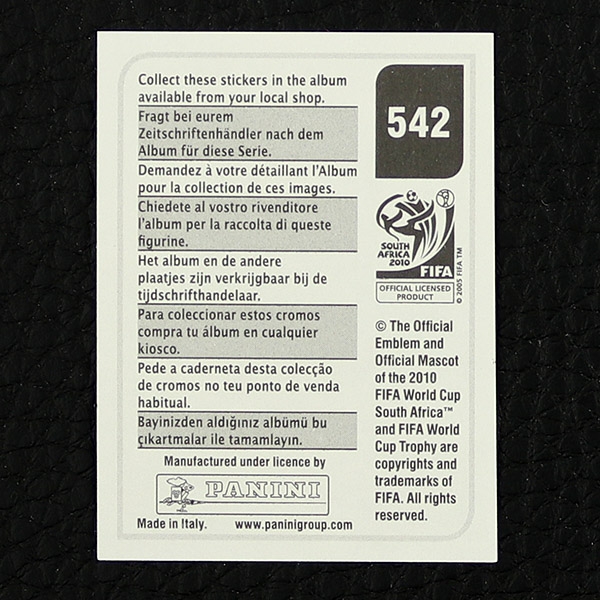 Collect these stickers in the album
available from your local shop.
Fragt bei eurem
Zeitschriftenhändler nach dem
Album für diese Serie.
Demandez à votre détaillant l'Album
pour la collection de ces images.
Chiedete al vostro rivenditore
l'album per la raccolta di queste
figurine.
Het album en de andere
plaatjes zijn verkrijgbaar bij de
tijdschrifthandelaar.
Para coleccionar estos cromos
compra tu álbum en cualquier
kiosco.
Pede a caderneta desta colecção
de cromos no teu ponto de venda
habitual.
Bayinizden aldığınız albümü bu
çıkartmalar ile tamamlayın.
Manufactured under licence by
PANINI
Made in Italy. www.paninigroup.com
542
SOUTH
AFRICA
2010
FIFA
OFFICIAL LICENSED
PRODUCT
© 2005 FIFA TM
© The Official
Emblem and
Official Mascot
of the 2010
FIFA World Cup
South Africa™
and FIFA World
Cup Trophy are
copyrights and
trademarks of
FIFA. All rights
reserved.